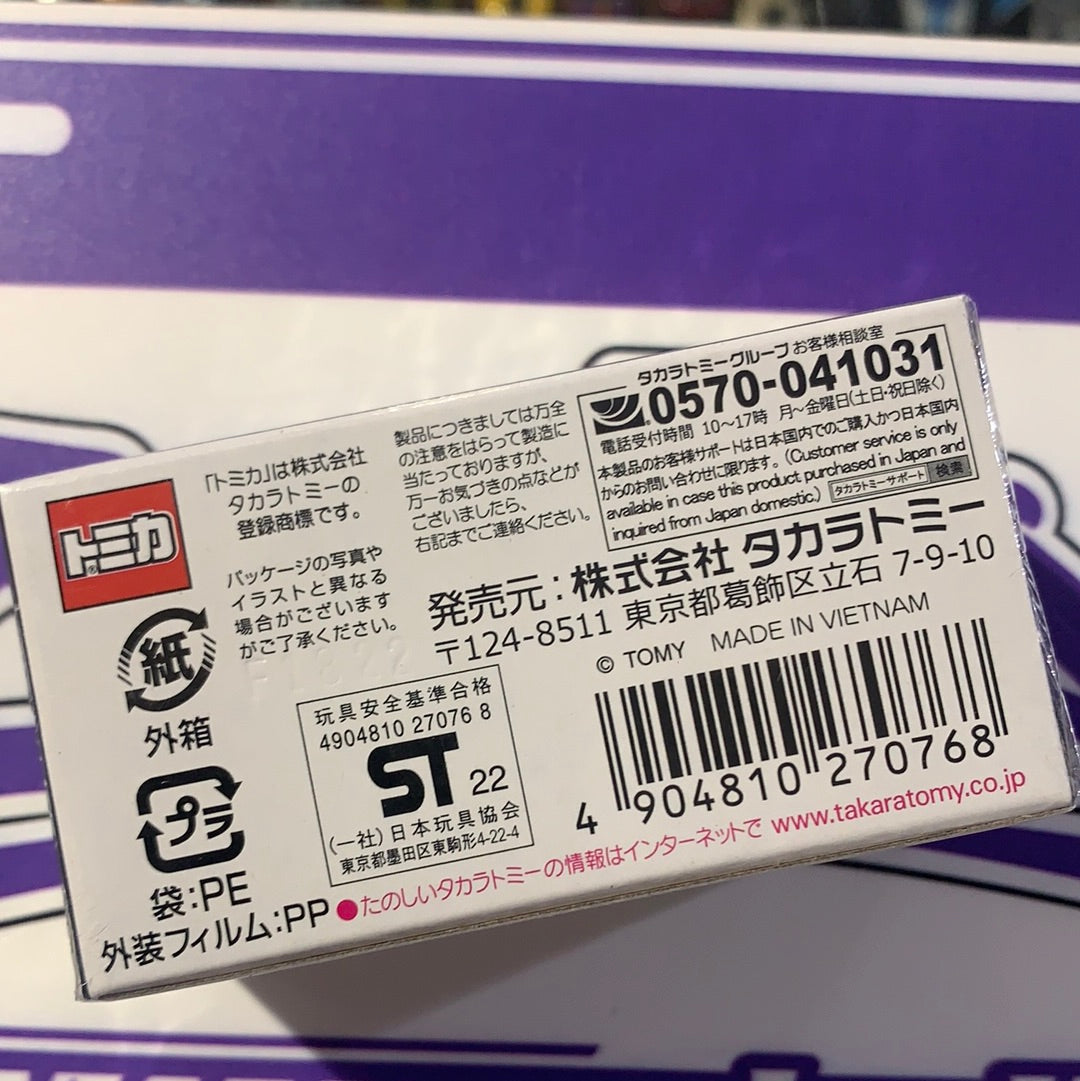 トミカ
「トミカ」は株式会社
タカラトミーの
登録商標です。
パッケージの写真や
イラストと異なる
場合がございます
がご了承ください。
紙
外箱
プラ
袋:PE
外装フィルム:PP
製品につきましては万全
の注意をはらって製造に
当たっておりますが、
万一お気づきの点などが
ございましたら、
右記までご連絡ください。
タカラトミーグループ お客様相談室
0570-041031
電話受付時間 10〜17時 月〜金曜日(土日・祝日除く)
本製品のお客様サポートは日本国内でのご購入かつ日本国内
からのお問い合わせに限ります。(Customer service is only
available in case this product purchased in Japan and
inquired from Japan domestic.)
タカラトミーサポート 検索
発売元:株式会社 タカラトミー
〒124-8511 東京都葛飾区立石 7-9-10
© TOMY MADE IN VIETNAM
玩具安全基準合格
4904810 27076 8
ST 22
(一社)日本玩具協会
東京都墨田区東駒形4-22-4
4 904810 270768
●たのしいタカラトミーの情報はインターネットで www.takaratomy.co.jp